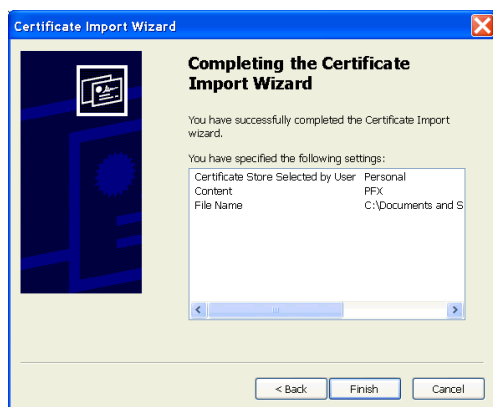 Certificate Import Wizard
Completing the Certificate
Import Wizard
You have successfully completed the Certificate Import
wizard.
You have specified the following settings:
Certificate Store Selected by User Personal
Content PFX
File Name C:\Documents and S
< Back Finish Cancel